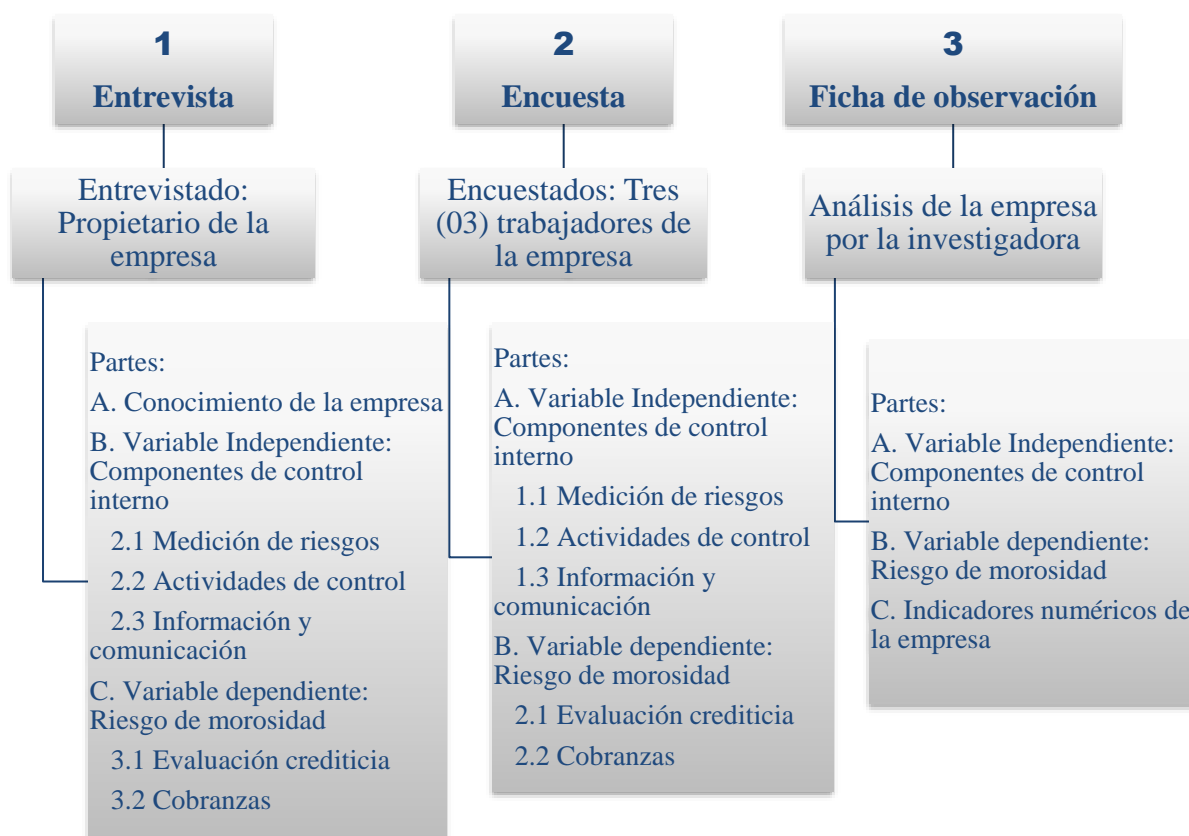 1
Entrevista
Entrevistado:
Propietario de la
empresa
Partes:
A. Conocimiento de la empresa
B. Variable Independiente:
Componentes de control
interno
2.1 Medición de riesgos
2.2 Actividades de control
2.3 Información y
comunicación
C. Variable dependiente:
Riesgo de morosidad
3.1 Evaluación crediticia
3.2 Cobranzas
2
Encuesta
Encuestados: Tres
(03) trabajadores de
la empresa
Partes:
A. Variable Independiente:
Componentes de control
interno
1.1 Medición de riesgos
1.2 Actividades de control
1.3 Información y
comunicación
B. Variable dependiente:
Riesgo de morosidad
2.1 Evaluación crediticia
2.2 Cobranzas
3
Ficha de observación
Análisis de la empresa
por la investigadora
Partes:
A. Variable Independiente:
Componentes de control
interno
B. Variable dependiente:
Riesgo de morosidad
C. Indicadores numéricos de
la empresa